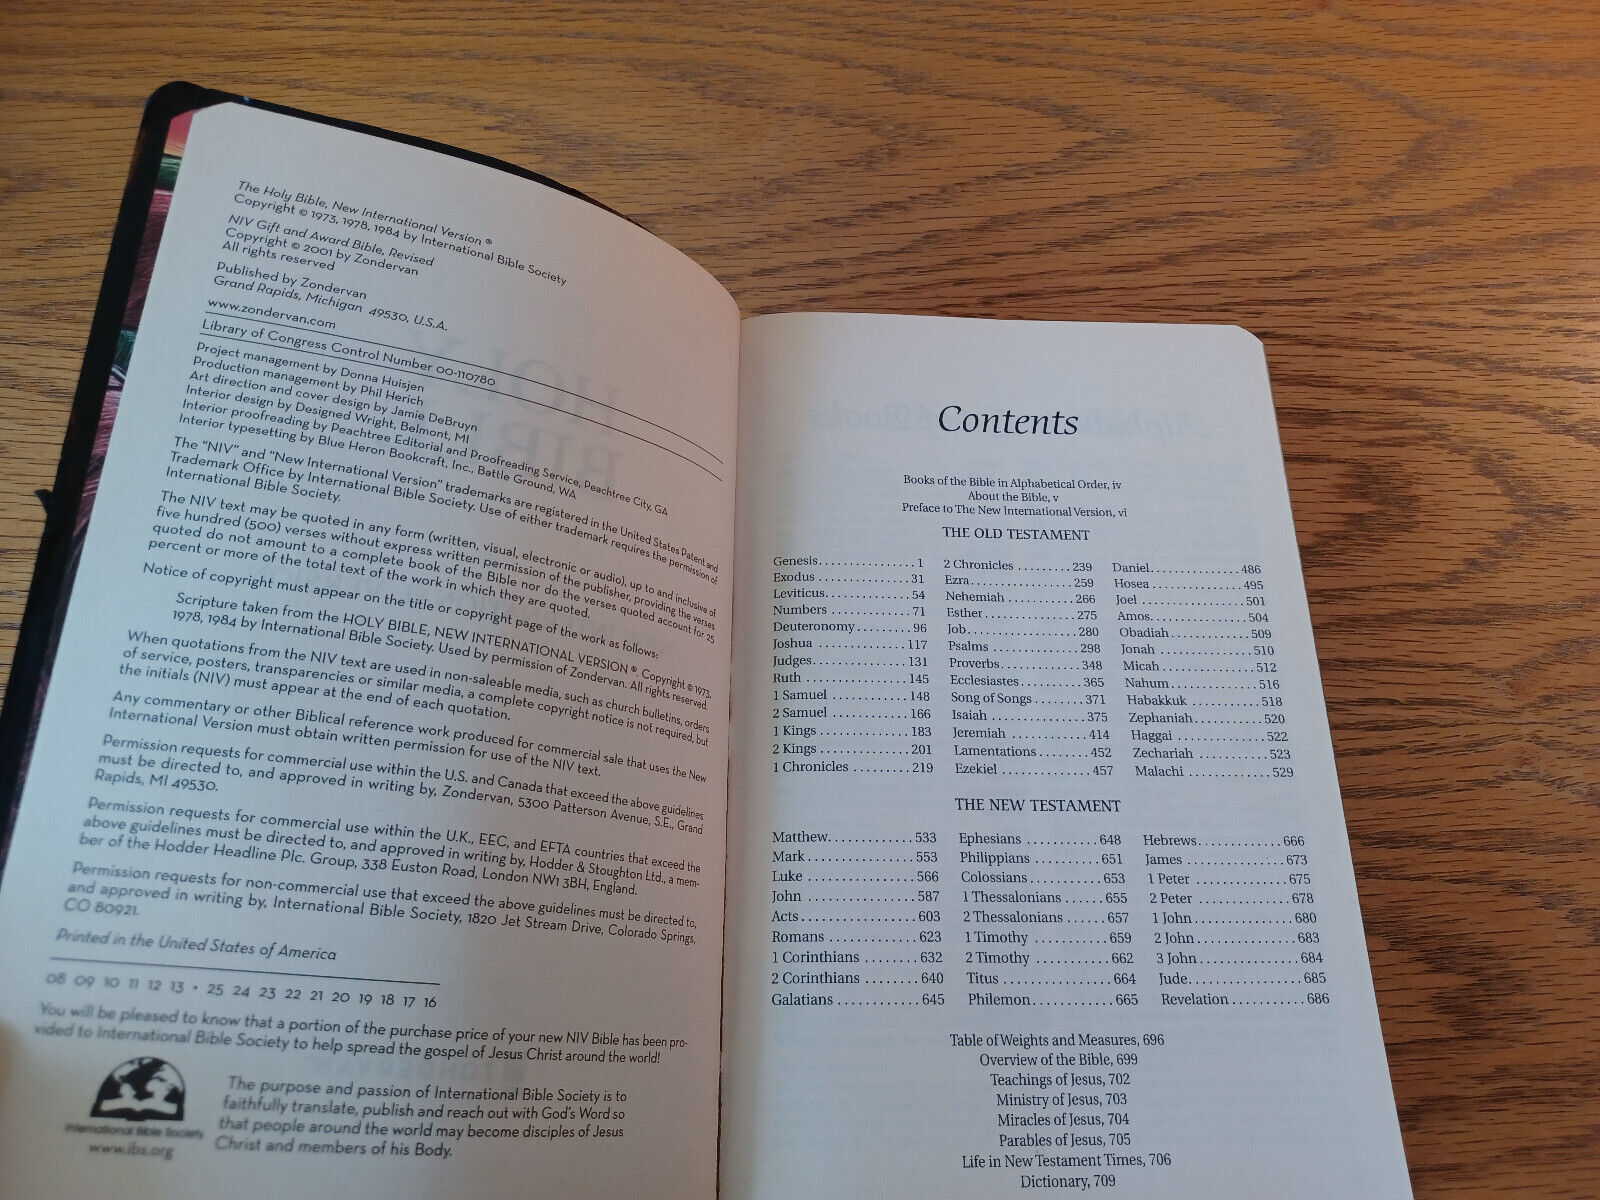 The Holy Bible, New International Version ®
Copyright © 1973, 1978, 1984 by International Bible Society
NIV Gift and Award Bible, Revised
Copyright © 2001 by Zondervan
All rights reserved
Published by Zondervan
Grand Rapids, Michigan 49530, U.S.A.
www.zondervan.com
Library of Congress Control Number 00-110780
Project management by Donna Huisjen
Production management by Phil Herich
Art direction and cover design by Jamie DeBruyn
Interior design by Designed Wright, Belmont, MI
Interior proofreading by Peachtree Editorial and Proofreading Service, Peachtree City, GA
Interior typesetting by Blue Heron Bookcraft, Inc., Battle Ground, WA
The "NIV" and "New International Version" trademarks are registered in the United States Patent and
Trademark Office by International Bible Society. Use of either trademark requires the permission of
International Bible Society.
The NIV text may be quoted in any form (written, visual, electronic or audio), up to and inclusive of
five hundred (500) verses without express written permission of the publisher, providing the verses
quoted do not amount to a complete book of the Bible nor do the verses quoted account for 25
percent or more of the total text of the work in which they are quoted.
Notice of copyright must appear on the title or copyright page of the work as follows:
Scripture taken from the HOLY BIBLE, NEW INTERNATIONAL VERSION ®. Copyright © 1973,
1978, 1984 by International Bible Society. Used by permission of Zondervan. All rights reserved.
When quotations from the NIV text are used in non-saleable media, such as church bulletins, orders
of service, posters, transparencies or similar media, a complete copyright notice is not required, but
the initials (NIV) must appear at the end of each quotation.
Any commentary or other Biblical reference work produced for commercial sale that uses the New
International Version must obtain written permission for use of the NIV text.
Permission requests for commercial use within the U.S. and Canada that exceed the above guidelines
must be directed to, and approved in writing by, Zondervan, 5300 Patterson Avenue, S.E., Grand
Rapids, MI 49530.
Permission requests for commercial use within the U.K., EEC, and EFTA countries that exceed the
above guidelines must be directed to, and approved in writing by, Hodder & Stoughton Ltd., a mem-
ber of the Hodder Headline Plc. Group, 338 Euston Road, London NW1 3BH, England.
Permission requests for non-commercial use that exceed the above guidelines must be directed to,
and approved in writing by, International Bible Society, 1820 Jet Stream Drive, Colorado Springs,
CO 80921.
Printed in the United States of America
08 09 10 11 12 13 • 25 24 23 22 21 20 19 18 17 16
You will be pleased to know that a portion of the purchase price of your new NIV Bible has been pro-
vided to International Bible Society to help spread the gospel of Jesus Christ around the world!
International Bible Society
www.ibs.org
The purpose and passion of International Bible Society is to
faithfully translate, publish and reach out with God's Word so
that people around the world may become disciples of Jesus
Christ and members of his Body.
Contents
Books of the Bible in Alphabetical Order, iv
About the Bible, v
Preface to The New International Version, vi
THE OLD TESTAMENT
Genesis................1
Exodus ...............31
Leviticus..............54
Numbers .............71
Deuteronomy.........96
Joshua ..............117
Judges...............131
Ruth ................145
1 Samuel ............148
2 Samuel ............166
1 Kings ..............183
2 Kings ..............201
1 Chronicles .........219
2 Chronicles .........239
Ezra.................259
Nehemiah ...........266
Esther ..............275
Job..................280
Psalms ..............298
Proverbs.............348
Ecclesiastes .........365
Song of Songs........371
Isaiah ...............375
Jeremiah ............414
Lamentations ........452
Ezekiel ..............457
Daniel...............486
Hosea ...............495
Joel .................501
Amos................504
Obadiah.............509
Jonah ...............510
Micah ...............512
Nahum..............516
Habakkuk ...........518
Zephaniah...........520
Haggai ..............522
Zechariah ...........523
Malachi .............529
THE NEW TESTAMENT
Matthew.............533
Mark ................553
Luke ................566
John ................587
Acts.................603
Romans .............623
1 Corinthians ........632
2 Corinthians ........640
Galatians ............645
Ephesians ...........648
Philippians ..........651
Colossians...........653
1 Thessalonians ......655
2 Thessalonians ......657
1 Timothy ...........659
2 Timothy ...........662
Titus ................664
Philemon............665
Hebrews.............666
James ...............673
1 Peter ..............675
2 Peter ..............678
1 John ...............680
2 John...............683
3 John...............684
Jude.................685
Revelation ..........686
Table of Weights and Measures, 696
Overview of the Bible, 699
Teachings of Jesus, 702
Ministry of Jesus, 703
Miracles of Jesus, 704
Parables of Jesus, 705
Life in New Testament Times, 706
Dictionary, 709